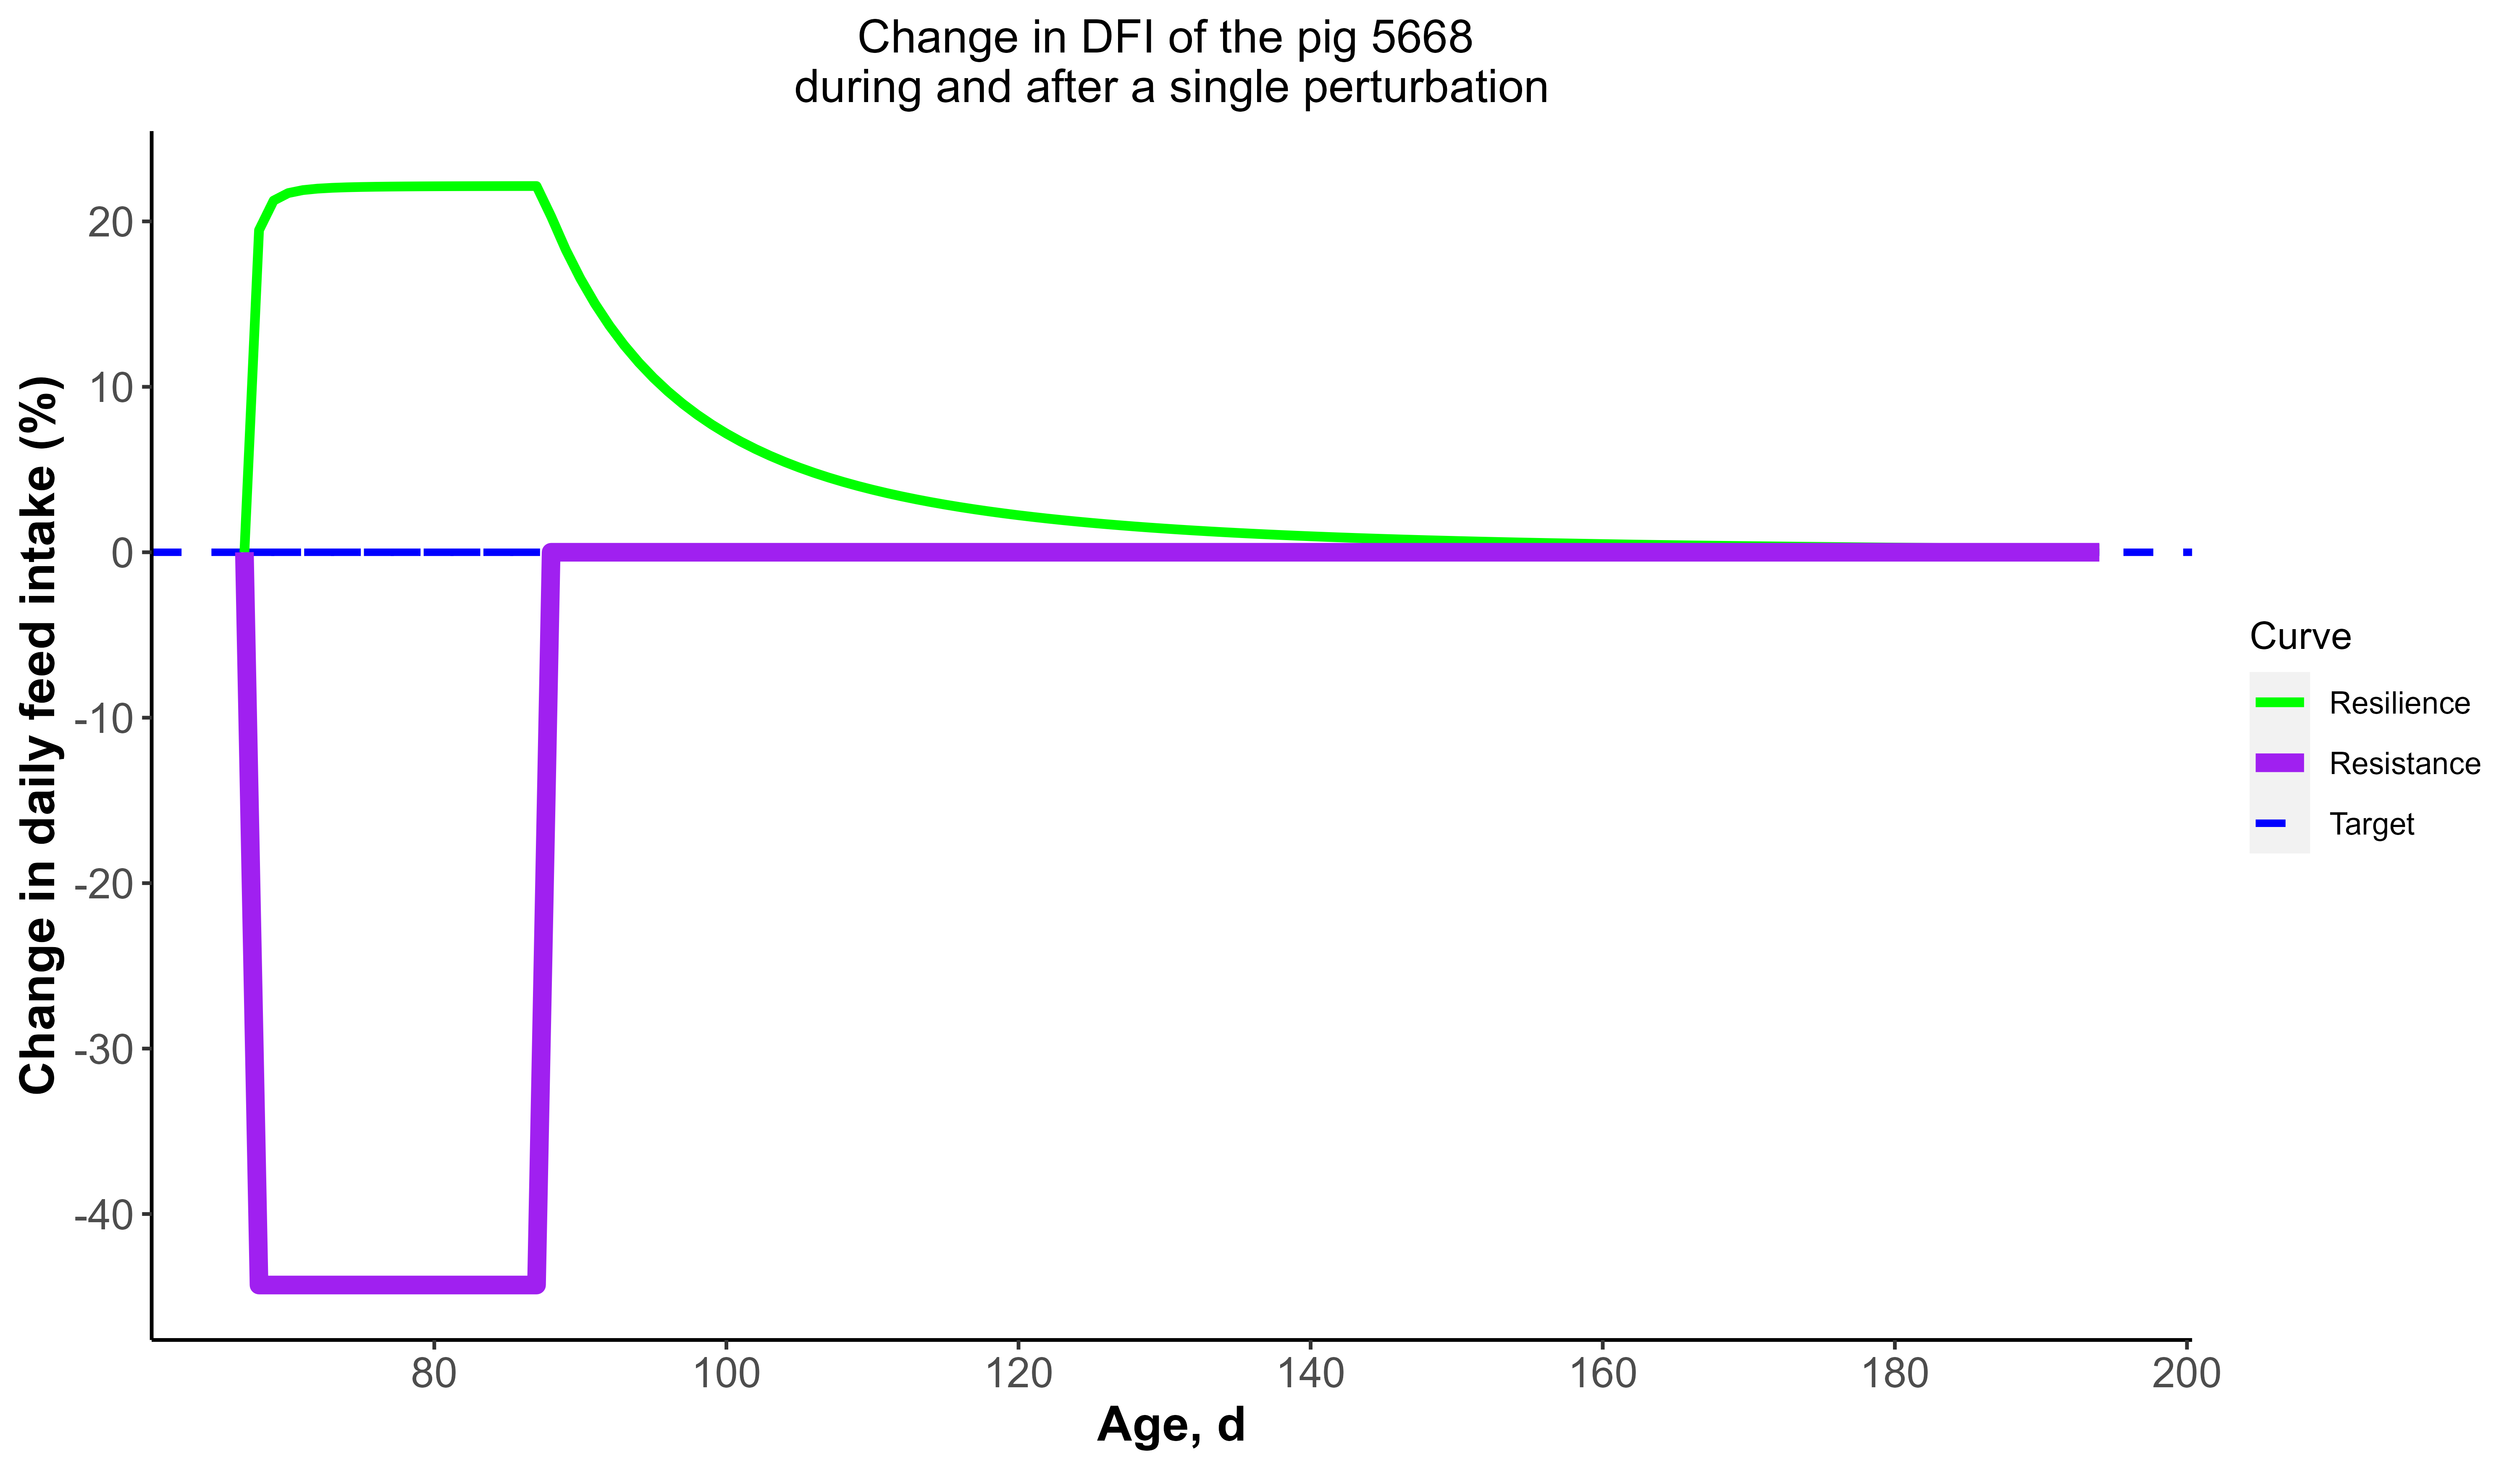 Change in DFI of the pig 5668
during and after a single perturbation
Change in daily feed intake (%)
20
10
0
-10
-20
-30
-40
80 100 120 140 160 180 200
Age, d
Curve
Resilience
Resistance
Target